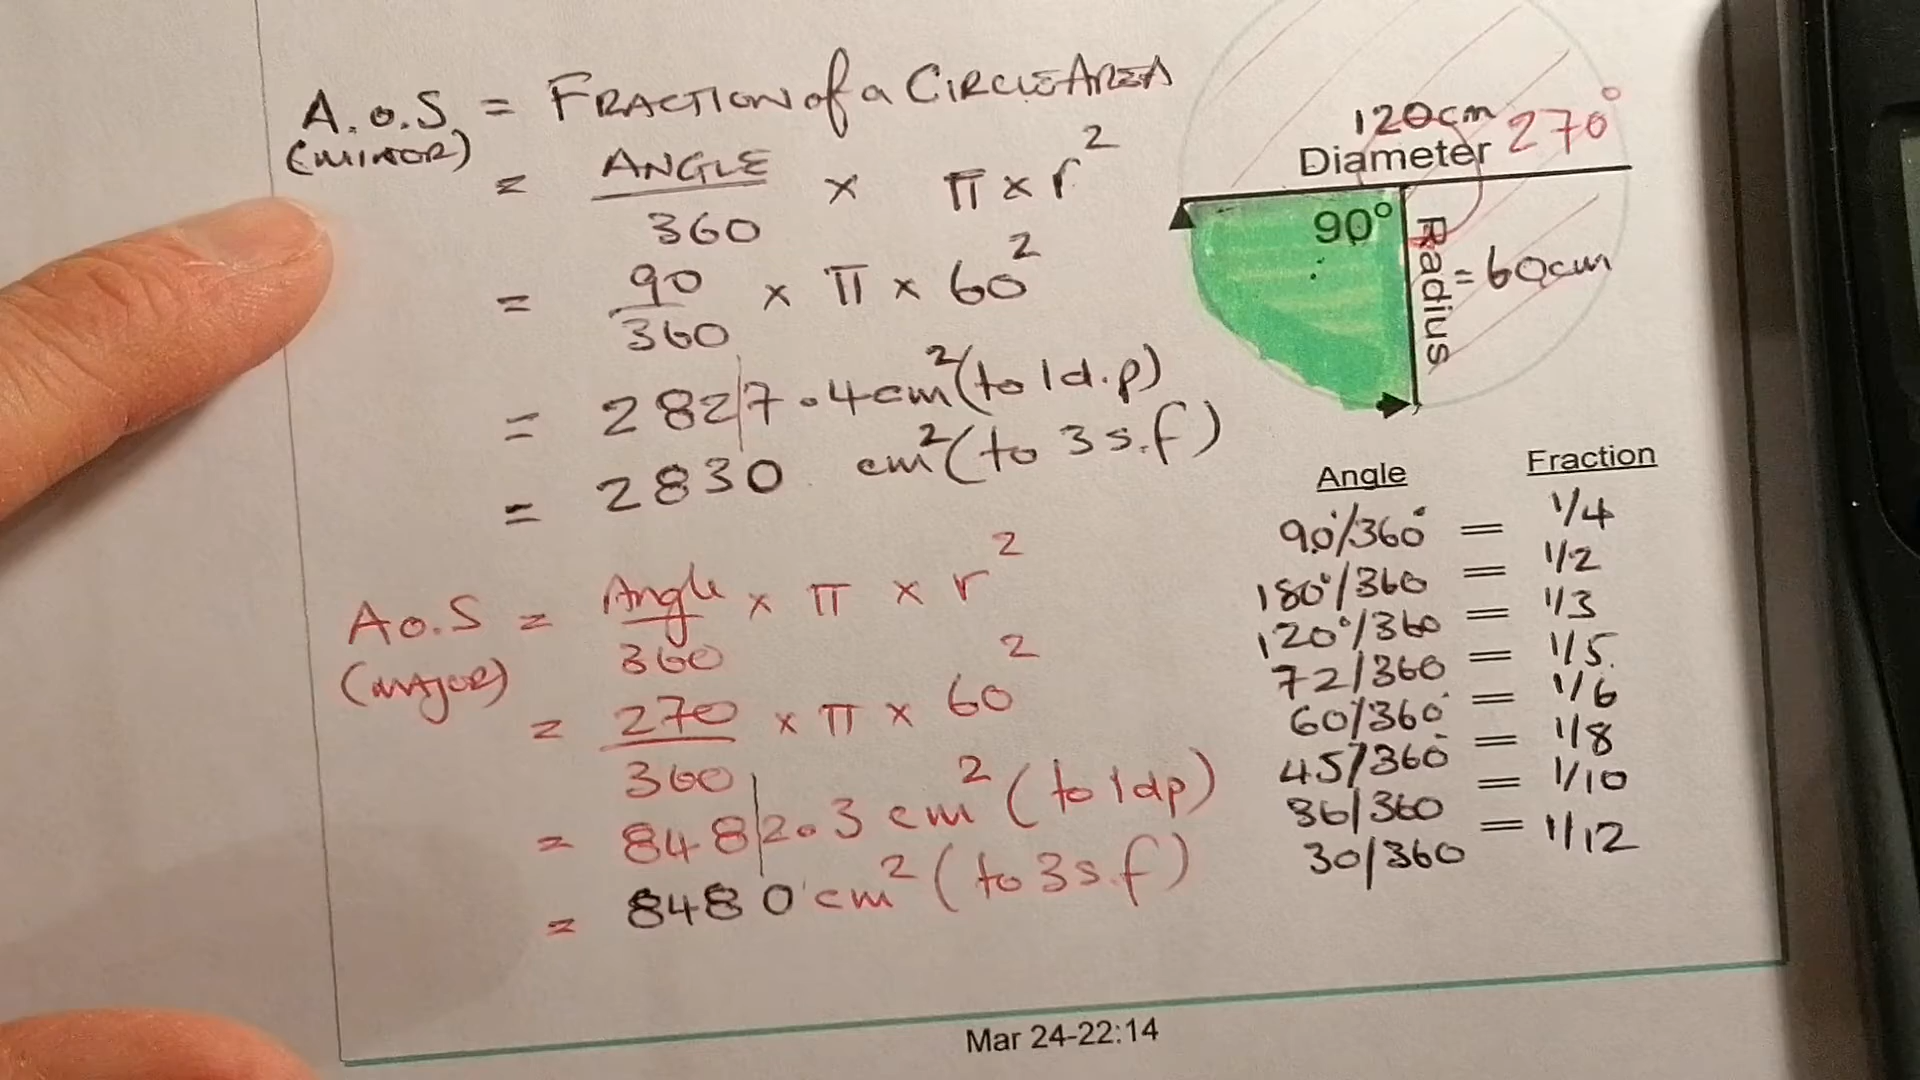 A.o.S = FRACTION of a CIRCLE AREA
(MINOR)
= ANGLE/360 × π × r²
= 90/360 × π × 60²
= 2827.4cm² (to 1d.p)
= 2830 cm² (to 3 s.f)
A.o.S = Angle/360 × π × r²
(MAJOR)
= 270/360 × π × 60²
= 8482.3 cm² (to 1dp)
= 8480 cm² (to 3 s.f)
120cm
Diameter 270°
90°
Radius = 60cm
Angle Fraction
90°/360° = 1/4
180°/360 = 1/2
120°/360 = 1/3
72/360 = 1/5.
60/360° = 1/6
45/360° = 1/8
36/360 = 1/10
30/360 = 1/12
Mar 24-22:14